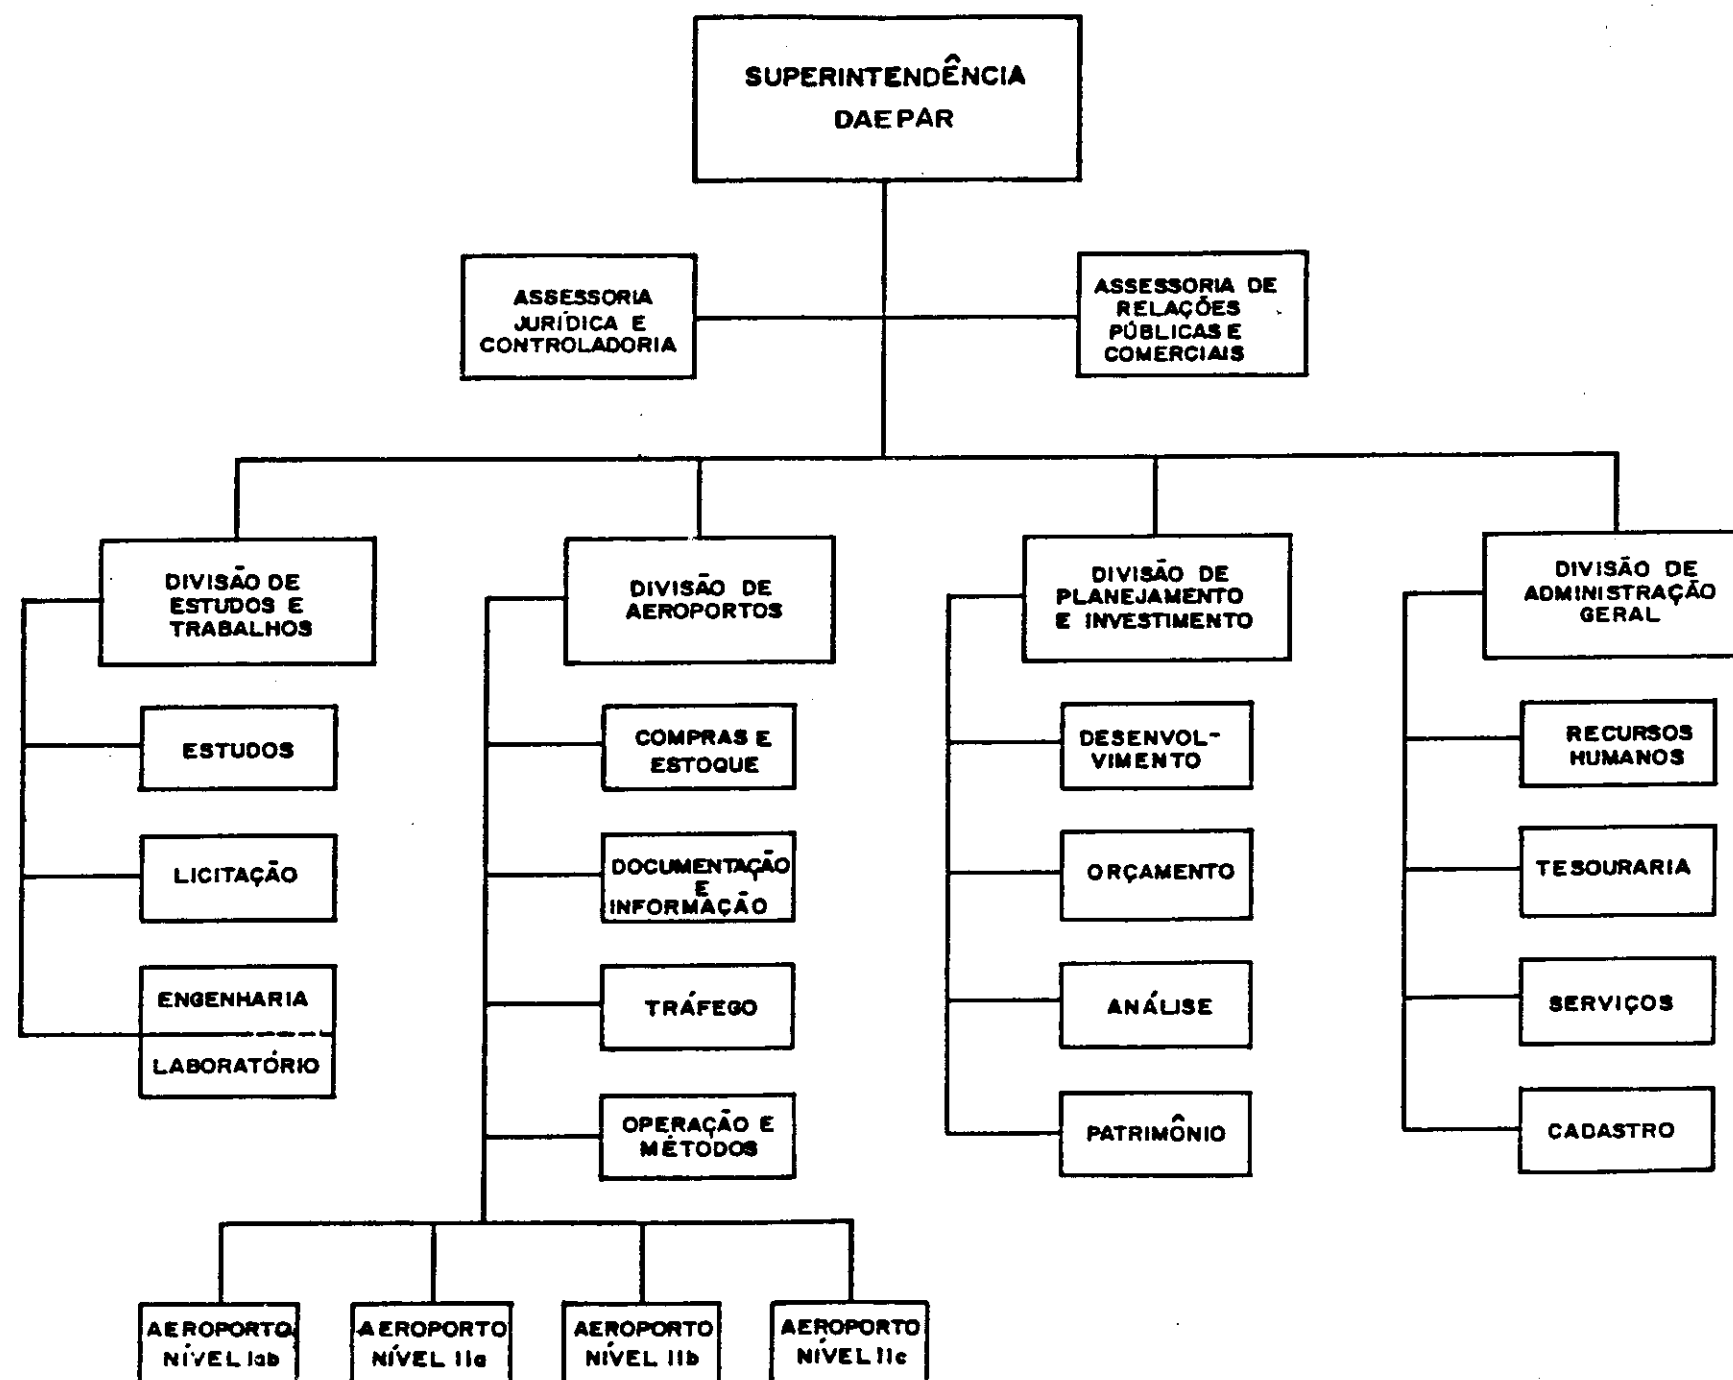 SUPERINTENDÊNCIA
DAEPAR
ASSESSORIA
JURÍDICA E
CONTROLADORIA
ASSESSORIA DE
RELAÇÕES
PÚBLICAS E
COMERCIAIS
DIVISÃO DE
ESTUDOS E
TRABALHOS
DIVISÃO DE
AEROPORTOS
DIVISÃO DE
PLANEJAMENTO
E INVESTIMENTO
DIVISÃO DE
ADMINISTRAÇÃO
GERAL
ESTUDOS
LICITAÇÃO
ENGENHARIA
LABORATÓRIO
COMPRAS E
ESTOQUE
DOCUMENTAÇÃO
E
INFORMAÇÃO
TRÁFEGO
OPERAÇÃO E
MÉTODOS
DESENVOL-
VIMENTO
ORÇAMENTO
ANÁLISE
PATRIMÔNIO
RECURSOS
HUMANOS
TESOURARIA
SERVIÇOS
CADASTRO
AEROPORTO
NÍVEL Iab
AEROPORTO
NÍVEL IIa
AEROPORTO
NÍVEL IIb
AEROPORTO
NÍVEL IIc